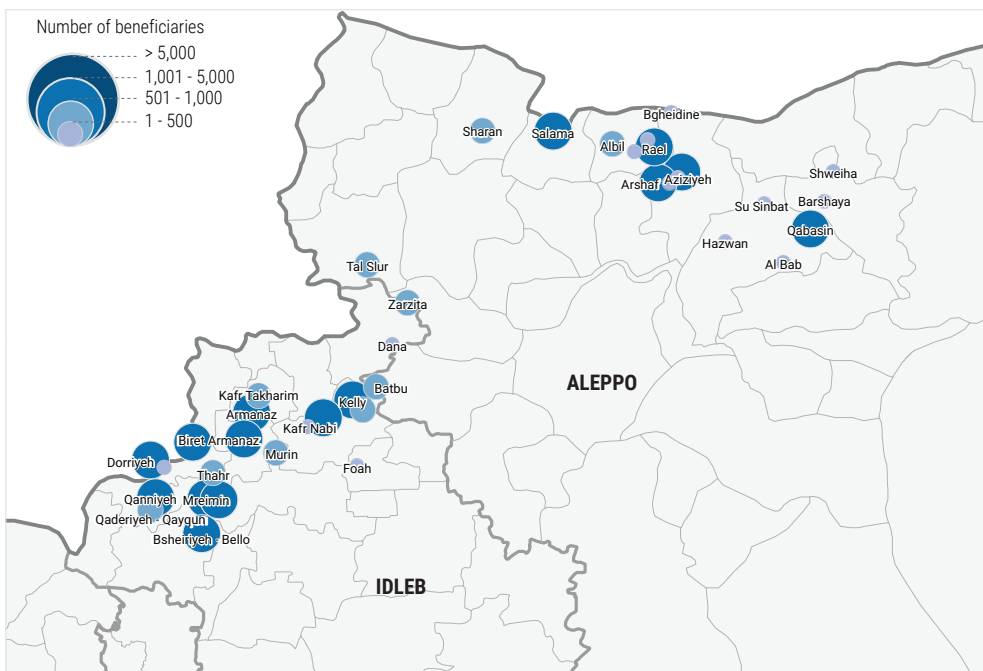 Number of beneficiaries
> 5,000
1,001 - 5,000
501 - 1,000
1 - 500
Bgheidine
Sharan
Salama
Albil
Rael
Arshaf
Aziziyeh
Shweiha
Su Sinbat
Barshaya
Qabasin
Hazwan
Al Bab
Tal Slur
Zarzita
Dana
ALEPPO
Batbu
Kafr Takharim
Kelly
Armanaz
Kafr Nabi
Biret Armanaz
Murin
Dorriyeh
Foah
Thahr
Qanniyeh
Mreimin
Qaderiyeh - Qaygun
Bsheiriyeh - Bello
IDLEB